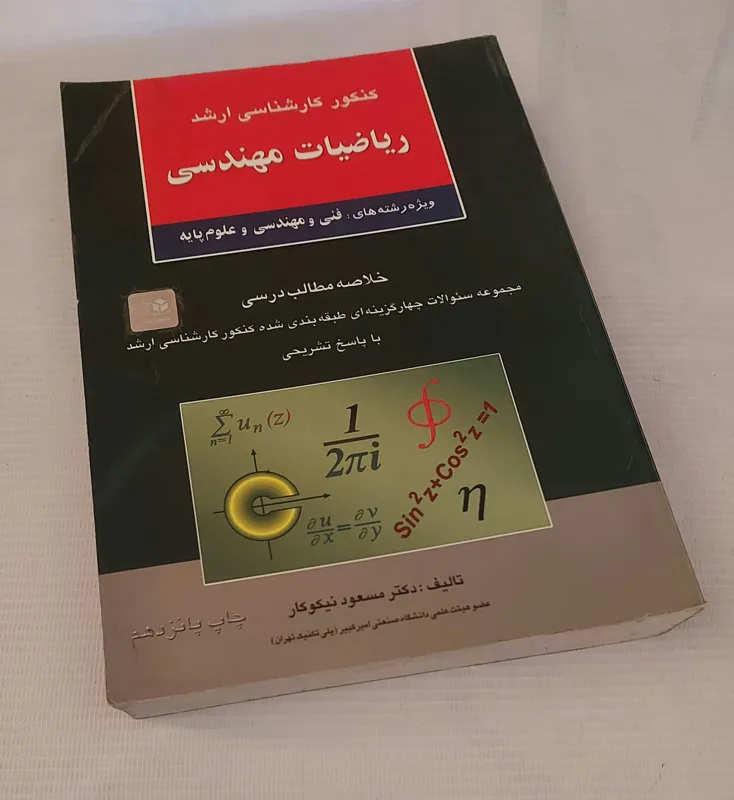 کنکور کارشناسی ارشد
ریاضیات مهندسی
ویژه رشته‌های: فنی و مهندسی و علوم پایه
خلاصه مطالب درسی
مجموعه سئوالات چهارگزینه‌ای طبقه‌بندی شده کنکور کارشناسی ارشد
با پاسخ تشریحی
∞ Σ n=1 uₙ(z)
1/2πi
∮
Sin²z+Cos²z=1
∂u/∂x=∂v/∂y
η
تالیف: دکتر مسعود نیکوکار
عضو هیئت علمی دانشگاه صنعتی امیرکبیر (پلی تکنیک تهران)
چاپ پانزدهم